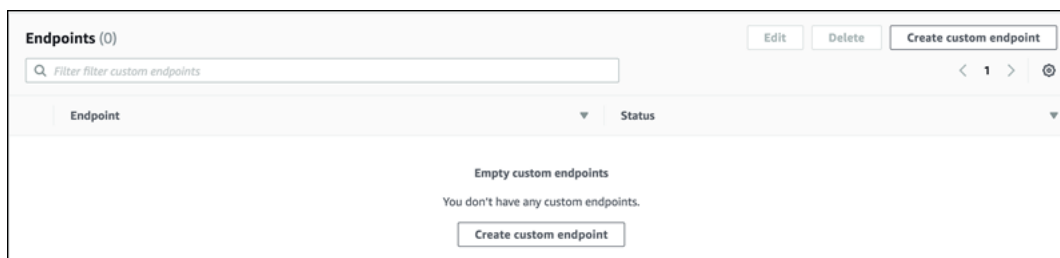 Endpoints (0)
Edit
Delete
Create custom endpoint
Filter filter custom endpoints
1
Endpoint
Status
Empty custom endpoints
You don't have any custom endpoints.
Create custom endpoint